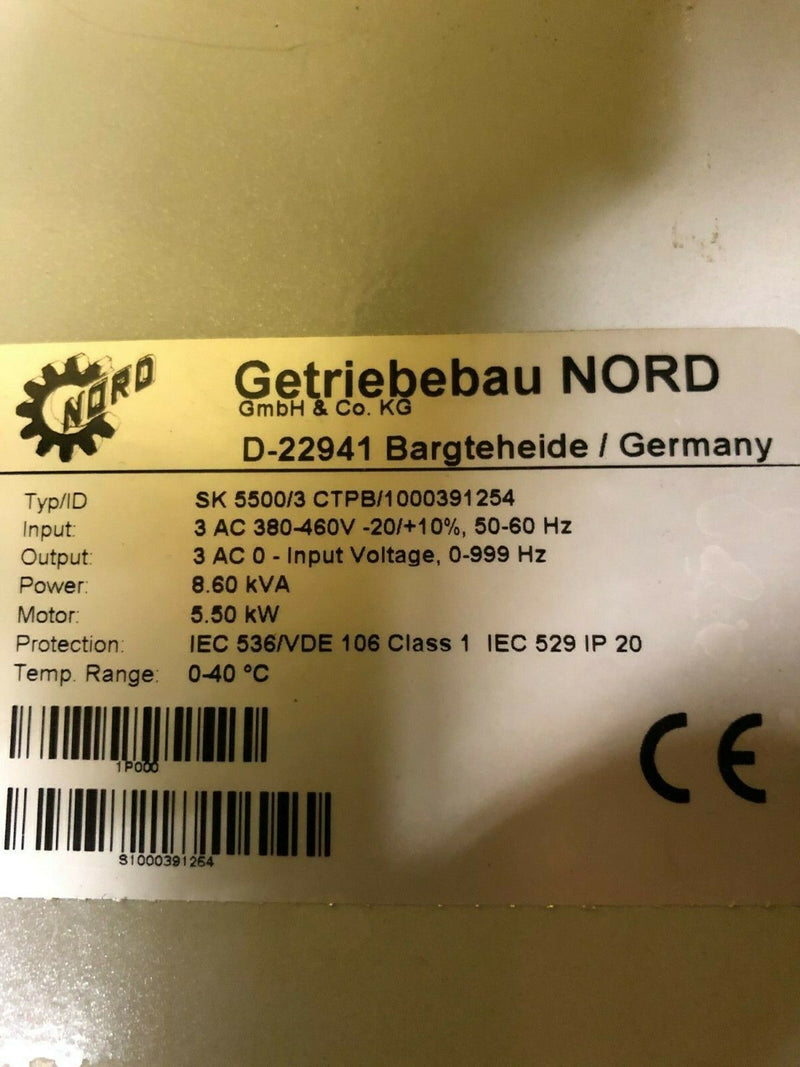 NORD
Getriebebau NORD
GmbH & Co. KG
D-22941 Bargteheide / Germany
Typ/ID SK 5500/3 CTPB/1000391254
Input: 3 AC 380-460V -20/+10%, 50-60 Hz
Output: 3 AC 0 - Input Voltage, 0-999 Hz
Power: 8.60 kVA
Motor: 5.50 kW
Protection: IEC 536/VDE 106 Class 1 IEC 529 IP 20
Temp. Range: 0-40 °C
1P000
S1000391254
CE